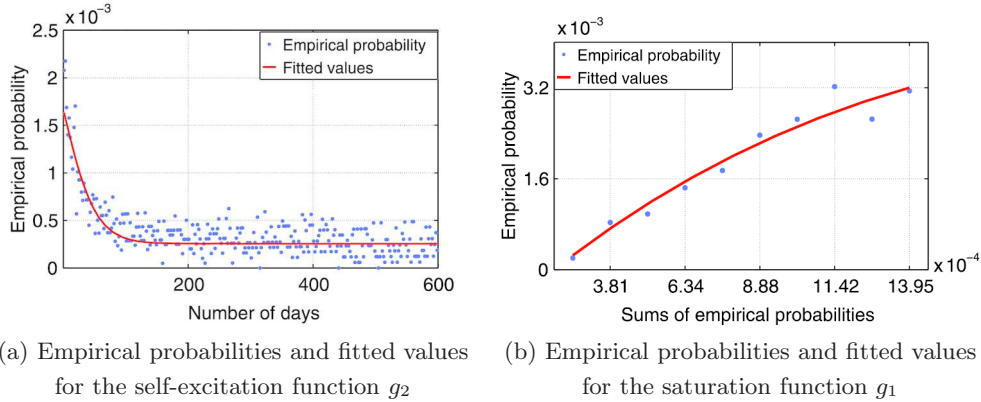 x 10⁻³
2.5
2
1.5
1
0.5
0
Empirical probability
Empirical probability
Fitted values
200
400
600
Number of days
(a) Empirical probabilities and fitted values
for the self-excitation function g₂
x 10⁻³
3.2
1.6
0
Empirical probability
Empirical probability
Fitted values
3.81
6.34
8.88
11.42
13.95
x 10⁻⁴
Sums of empirical probabilities
(b) Empirical probabilities and fitted values
for the saturation function g₁